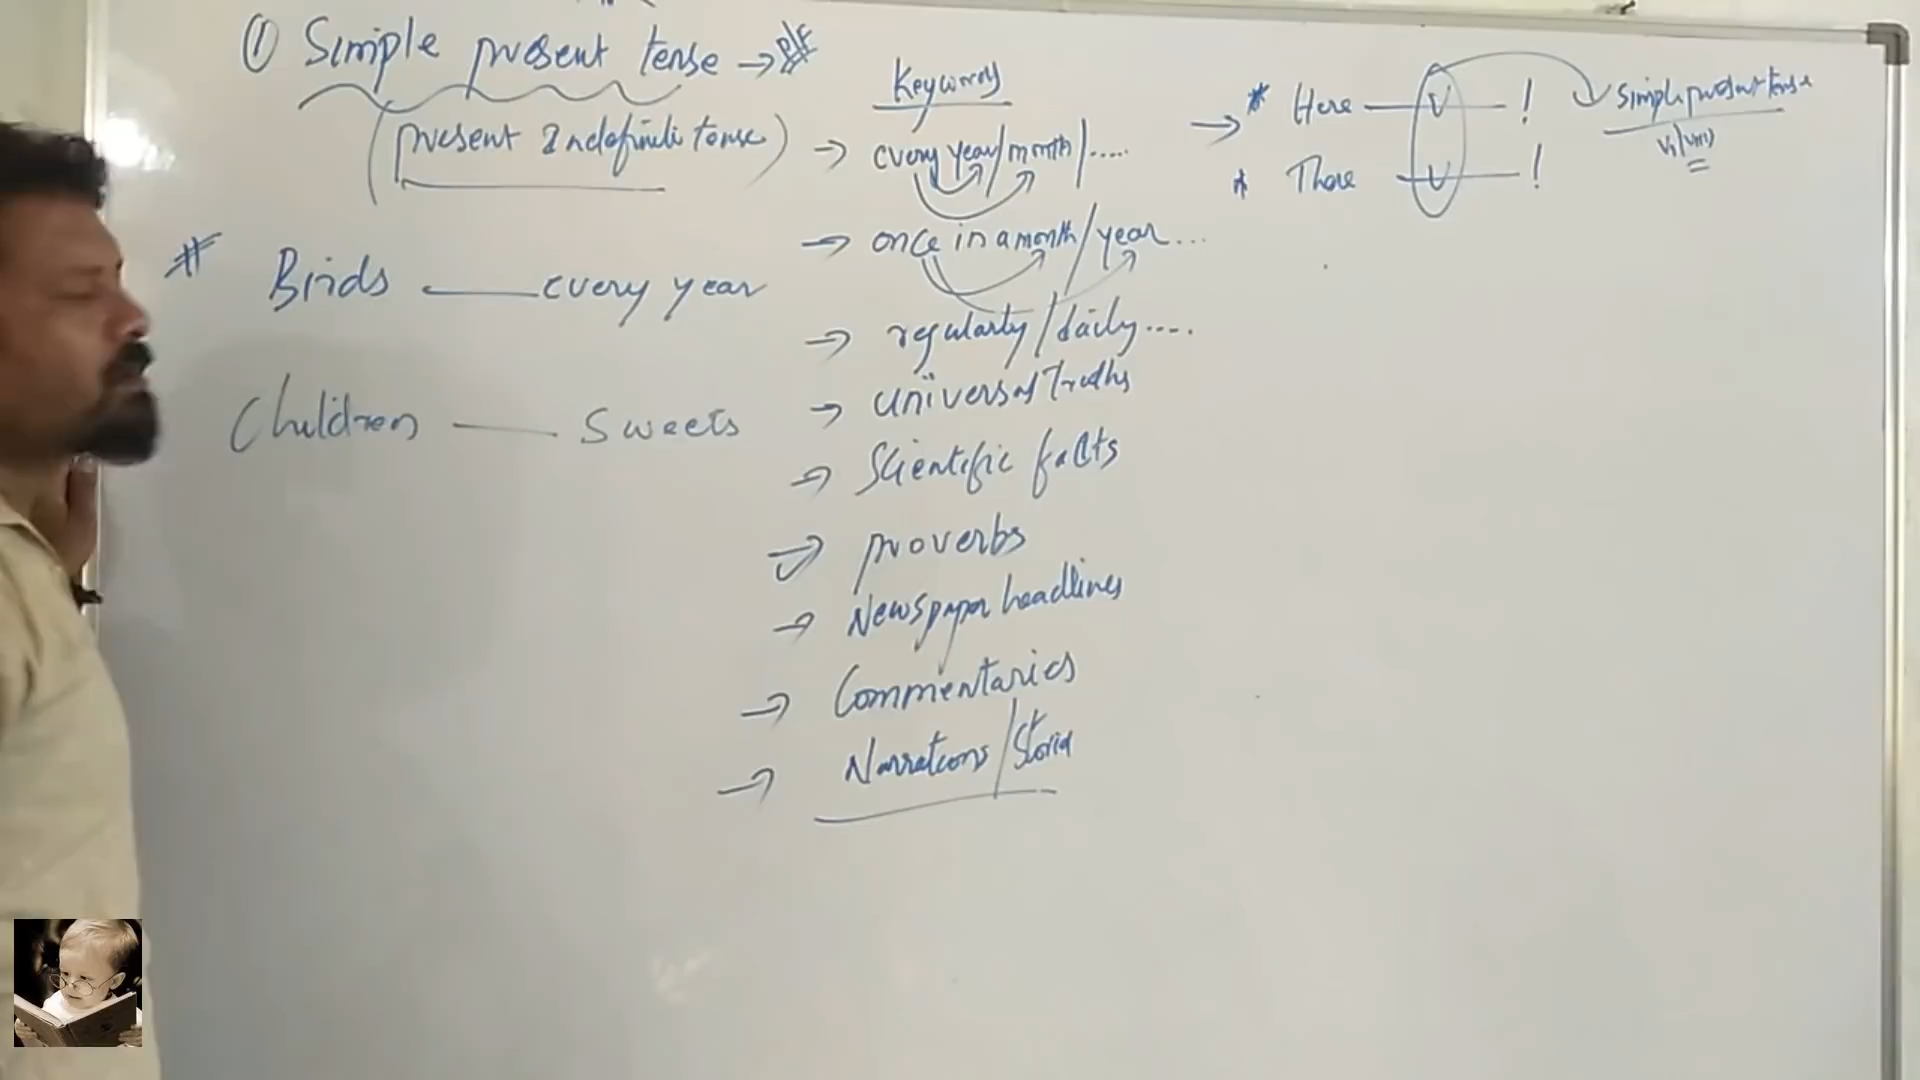 ① Simple present tense →
(present Indefinite tense)
# Birds —— every year
Children —— Sweets
Keywords
→ every year/month/.....
→ once in a month/year...
→ regularly/daily....
→ universal Truths
→ Scientific facts
→ proverbs
→ Newspaper headlines
→ Commentaries
→ Narrations/Stories
→ * Here — V — !
* There — V — !
Simple present tense